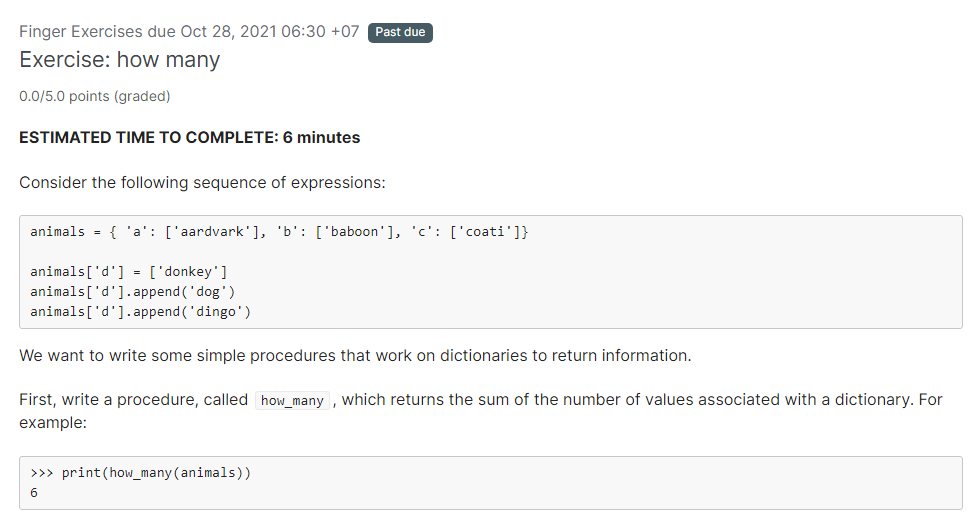 Finger Exercises due Oct 28, 2021 06:30 +07 Past due
Exercise: how many
0.0/5.0 points (graded)
ESTIMATED TIME TO COMPLETE: 6 minutes
Consider the following sequence of expressions:
animals = { 'a': ['aardvark'], 'b': ['baboon'], 'c': ['coati']}
animals['d'] = ['donkey']
animals['d'].append('dog')
animals['d'].append('dingo')
We want to write some simple procedures that work on dictionaries to return information.
First, write a procedure, called how_many, which returns the sum of the number of values associated with a dictionary. For
example:
>>> print(how_many(animals))
6